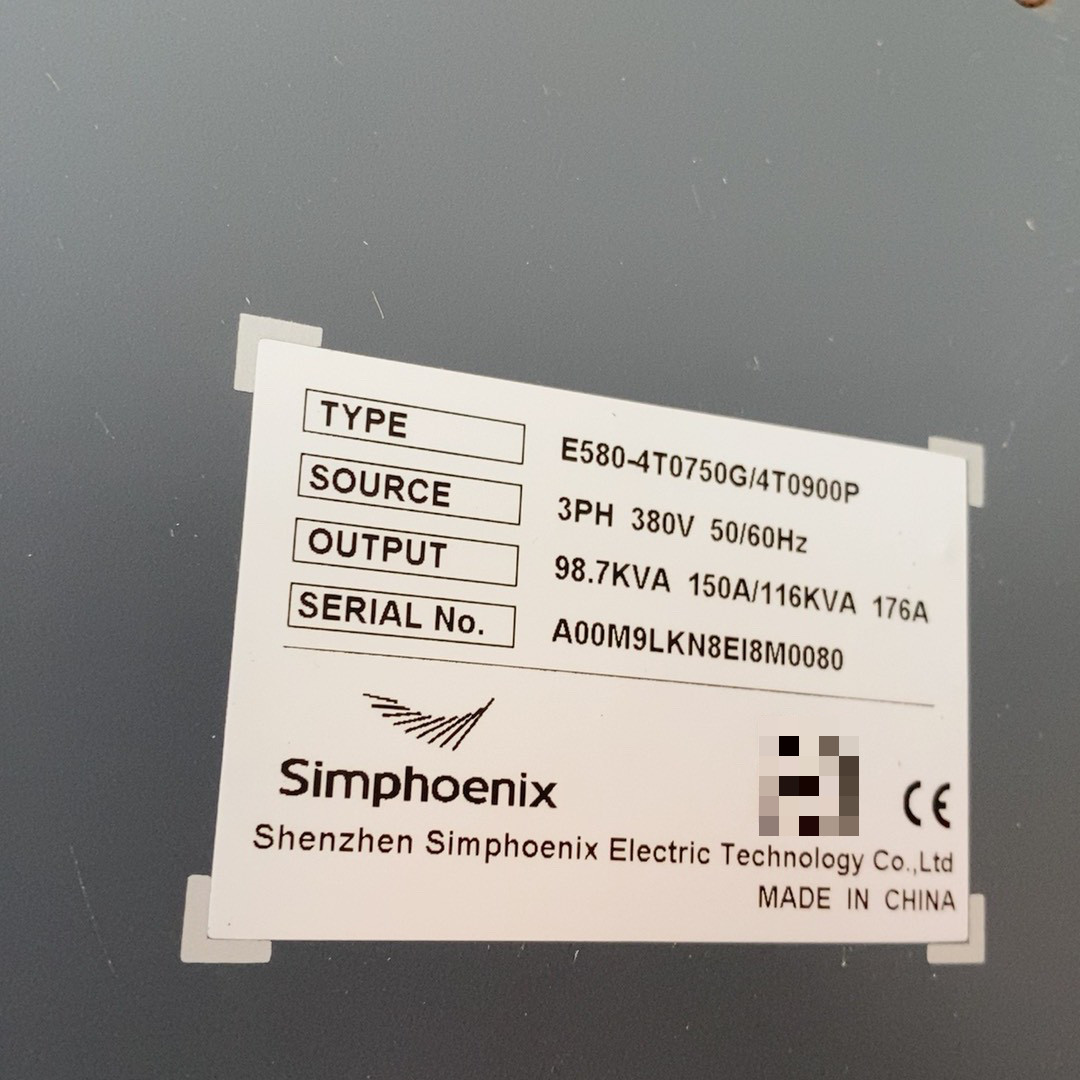 TYPE E580-4T0750G/4T0900P
SOURCE 3PH 380V 50/60Hz
OUTPUT 98.7KVA 150A/116KVA 176A
SERIAL No. A00M9LKN8EI8M0080
Simphoenix
CE
Shenzhen Simphoenix Electric Technology Co.,Ltd
MADE IN CHINA